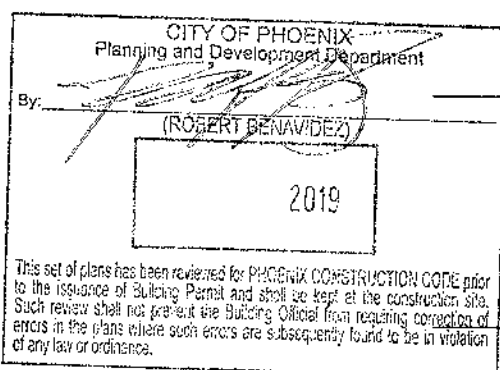 CITY OF PHOENIX
Planning and Development Department
By:
(ROBERT BENAVIDEZ)
2019
This set of plans has been reviewed for PHOENIX CONSTRUCTION CODE prior
to the issuance of Building Permit and shall be kept at the construction site.
Such review shall not prevent the Building Official from requiring correction of
errors in the plans where such errors are subsequently found to be in violation
of any law or ordinance.